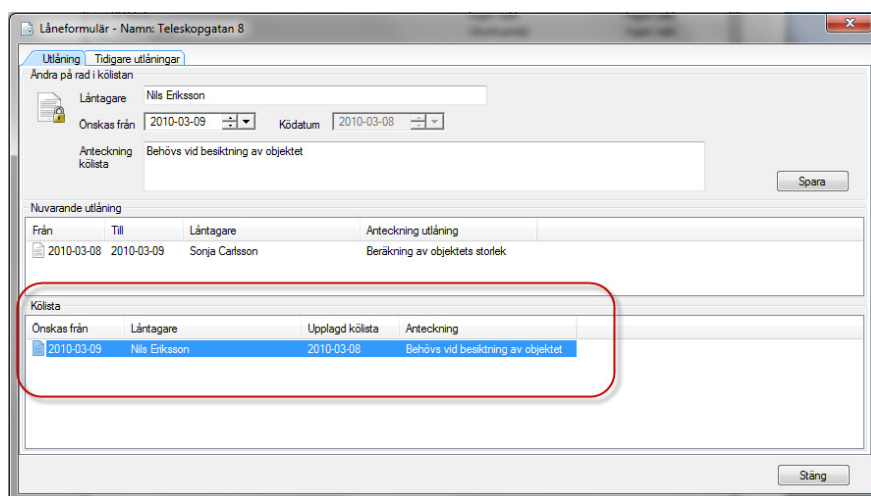 Låneformulär - Namn: Teleskopgatan 8
Utlåning Tidigare utlåningar
Ändra på rad i kölistan
Låntagare Nils Eriksson
Önskas från 2010-03-09 Ködatum 2010-03-08
Anteckning kölista Behövs vid besiktning av objektet
Spara
Nuvarande utlåning
Från Till Låntagare Anteckning utlåning
2010-03-08 2010-03-09 Sonja Carlsson Beräkning av objektets storlek
Kölista
Önskas från Låntagare Upplagd kölista Anteckning
2010-03-09 Nils Eriksson 2010-03-08 Behövs vid besiktning av objektet
Stäng